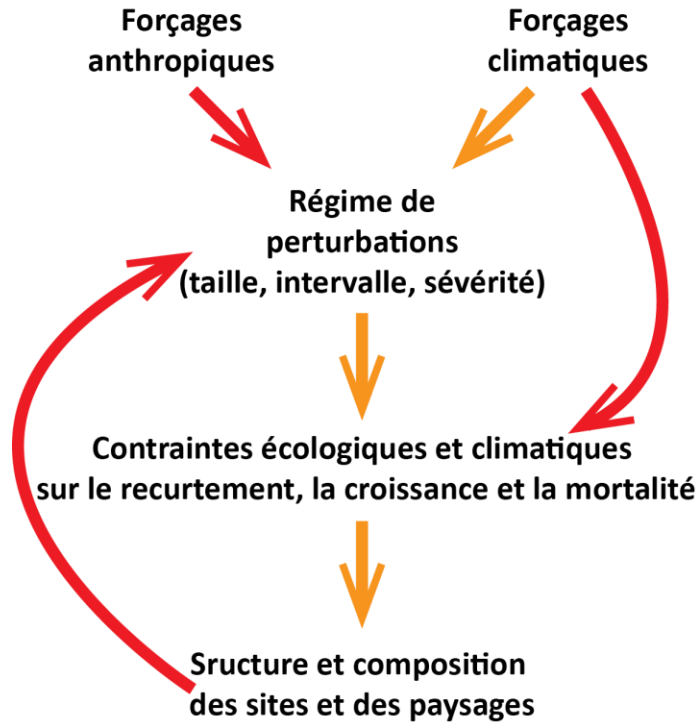 Forçages
anthropiques
Forçages
climatiques
Régime de
perturbations
(taille, intervalle, sévérité)
Contraintes écologiques et climatiques
sur le recurtement, la croissance et la mortalité
Sructure et composition
des sites et des paysages